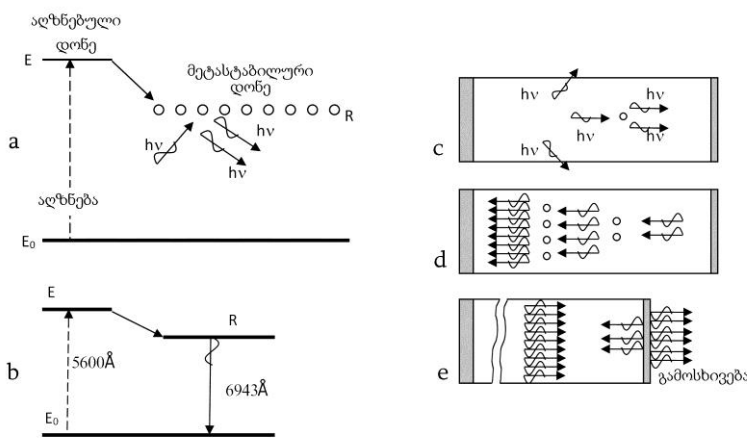 აღზნებული
დონე
E
მეტასტაბილური
დონე
R
a
hν
hν
hν
აღზნება
E₀
E
R
b
5600Å
6943Å
E₀
hν
hν
hν
c
hν
hν
d
e
გამოსხივება